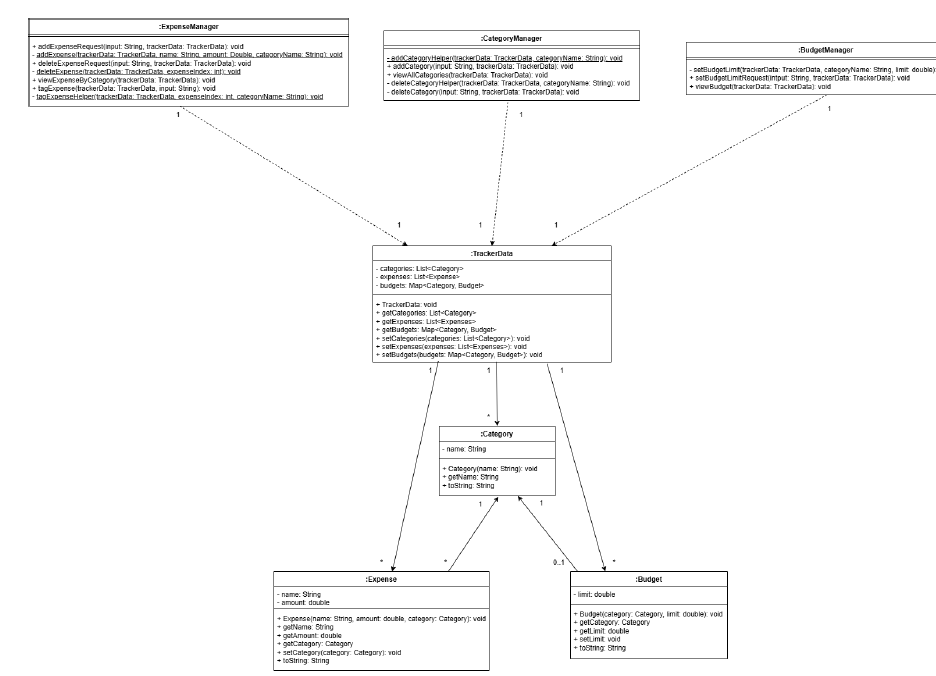 :ExpenseManager
+ addExpenseRequest(input: String, trackerData: TrackerData): void
- addExpense(trackerData: TrackerData, name: String, amount: Double, categoryName: String): void
+ deleteExpenseRequest(input: String, trackerData: TrackerData): void
- deleteExpense(trackerData: TrackerData, expenseIndex: int): void
+ viewExpenseByCategory(trackerData: TrackerData): void
+ tagExpense(trackerData: TrackerData, input: String): void
- tagExpenseHelper(trackerData: TrackerData, expenseIndex: int, categoryName: String): void
:CategoryManager
- addCategoryHelper(trackerData: TrackerData, categoryName: String): void
+ addCategory(input: String, trackerData: TrackerData): void
+ viewAllCategories(trackerData: TrackerData): void
- deleteCategoryHelper(trackerData: TrackerData, categoryName: String): void
- deleteCategory(input: String, trackerData: TrackerData): void
:BudgetManager
- setBudgetLimit(trackerData: TrackerData, categoryName: String, limit: double):
+ setBudgetLimitRequest(input: String, trackerData: TrackerData): void
+ viewBudget(trackerData: TrackerData): void
1
1
1
1
1
1
:TrackerData
- categories: List<Category>
- expenses: List<Expense>
- budgets: Map<Category, Budget>
+ TrackerData: void
+ getCategories: List<Category>
+ getExpenses: List<Expenses>
+ getBudgets: Map<Category, Budget>
+ setCategories(categories: List<Category>): void
+ setExpenses(expenses: List<Expenses>): void
+ setBudgets(budgets: Map<Category, Budget>): void
1
1
1
*
:Category
- name: String
+ Category(name: String): void
+ getName: String
+ toString: String
1
1
*
*
0..1
*
:Expense
- name: String
- amount: double
+ Expense(name: String, amount: double, category: Category): void
+ getName: String
+ getAmount: double
+ getCategory: Category
+ setCategory(category: Category): void
+ toString: String
:Budget
- limit: double
+ Budget(category: Category, limit: double): void
+ getCategory: Category
+ getLimit: double
+ setLimit: void
+ toString: String